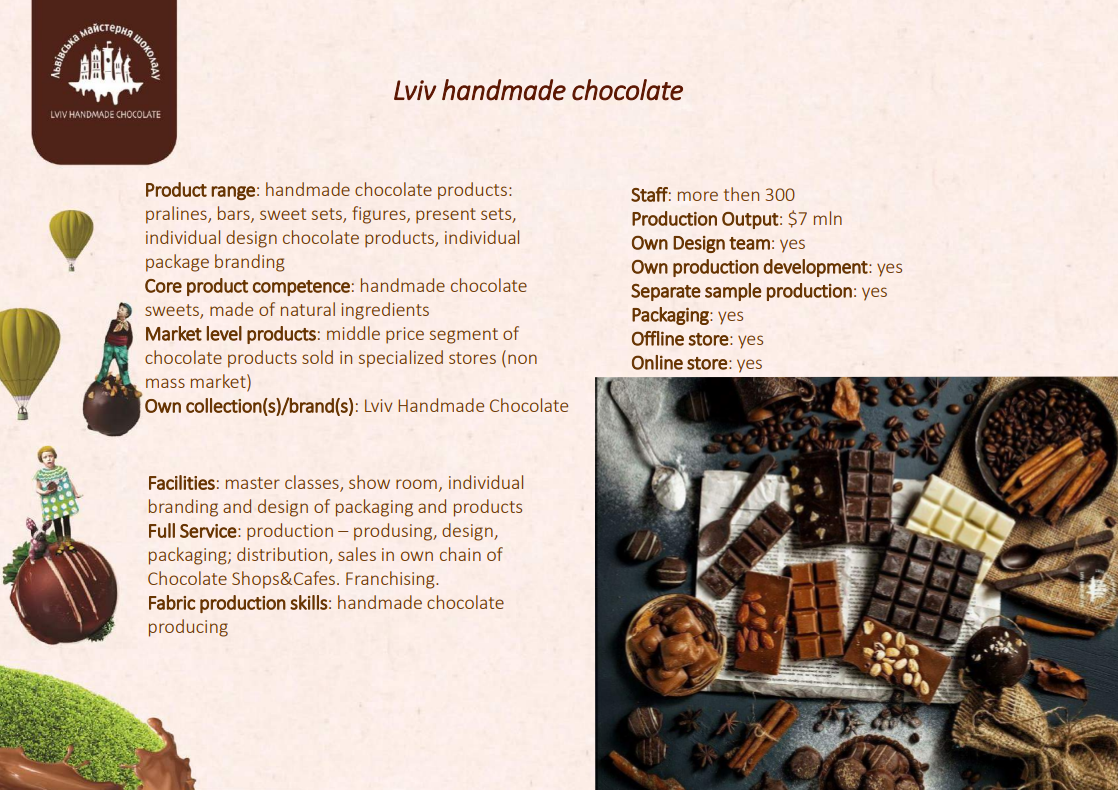 Львівська майстерня шоколаду
LVIV HANDMADE CHOCOLATE
Lviv handmade chocolate
Product range: handmade chocolate products:
pralines, bars, sweet sets, figures, present sets,
individual design chocolate products, individual
package branding
Core product competence: handmade chocolate
sweets, made of natural ingredients
Market level products: middle price segment of
chocolate products sold in specialized stores (non
mass market)
Own collection(s)/brand(s): Lviv Handmade Chocolate
Facilities: master classes, show room, individual
branding and design of packaging and products
Full Service: production – produsing, design,
packaging; distribution, sales in own chain of
Chocolate Shops&Cafes. Franchising.
Fabric production skills: handmade chocolate
producing
Staff: more then 300
Production Output: $7 mln
Own Design team: yes
Own production development: yes
Separate sample production: yes
Packaging: yes
Offline store: yes
Online store: yes